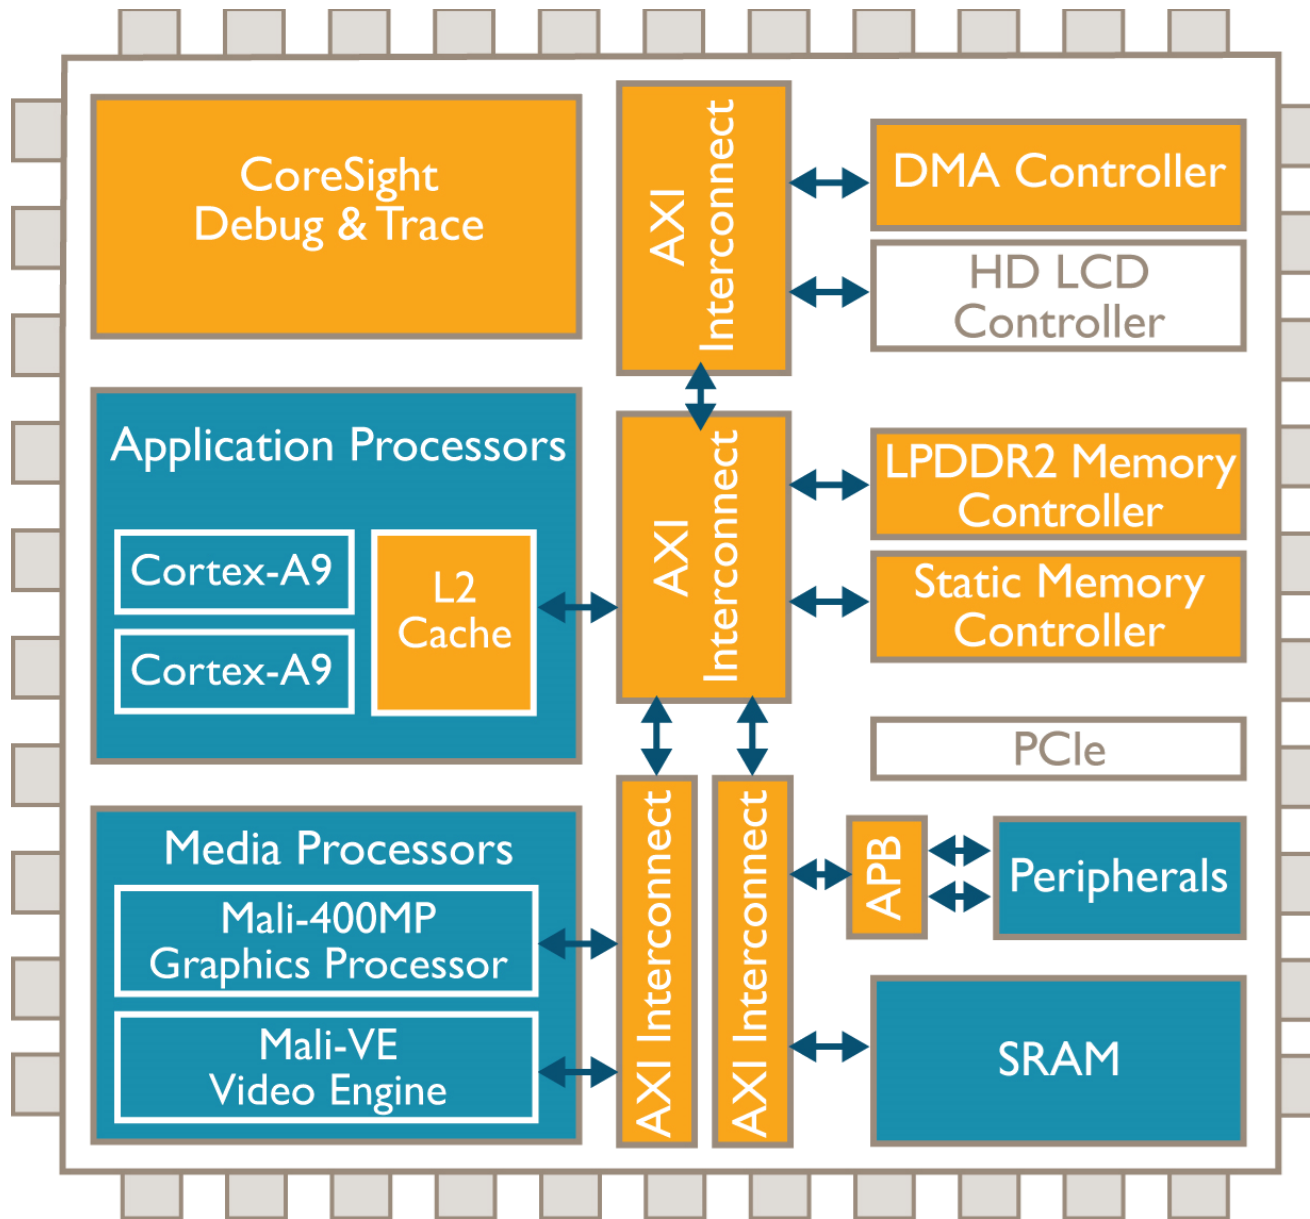 CoreSight
Debug & Trace
AXI
Interconnect
DMA Controller
HD LCD
Controller
Application Processors
Cortex-A9
Cortex-A9
L2
Cache
AXI
Interconnect
LPDDR2 Memory
Controller
Static Memory
Controller
PCIe
Media Processors
Mali-400MP
Graphics Processor
Mali-VE
Video Engine
AXI Interconnect
AXI Interconnect
APB
Peripherals
SRAM